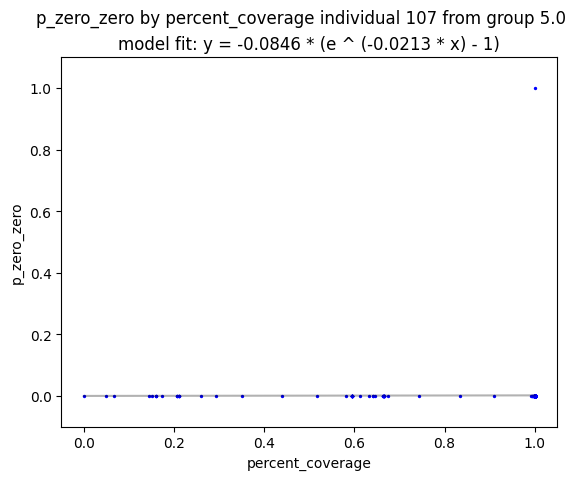 p_zero_zero by percent_coverage individual 107 from group 5.0
model fit: y = -0.0846 * (e ^ (-0.0213 * x) - 1)
1.0
0.8
0.6
0.4
0.2
0.0
p_zero_zero
0.0 0.2 0.4 0.6 0.8 1.0
percent_coverage